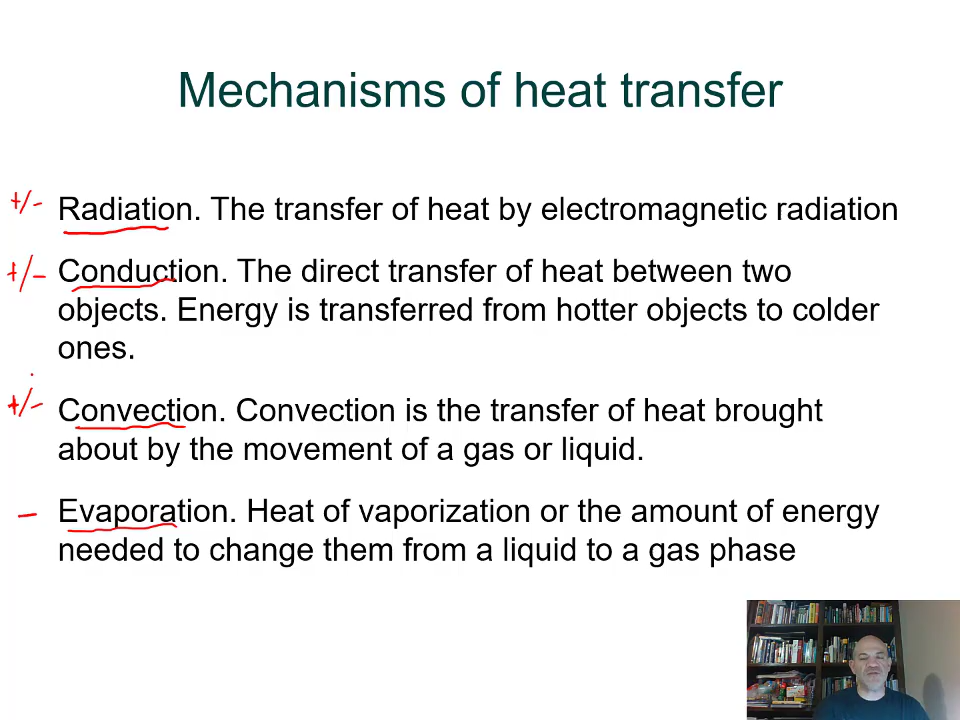 Mechanisms of heat transfer
+/- Radiation. The transfer of heat by electromagnetic radiation
+/- Conduction. The direct transfer of heat between two
objects. Energy is transferred from hotter objects to colder
ones.
+/- Convection. Convection is the transfer of heat brought
about by the movement of a gas or liquid.
- Evaporation. Heat of vaporization or the amount of energy
needed to change them from a liquid to a gas phase